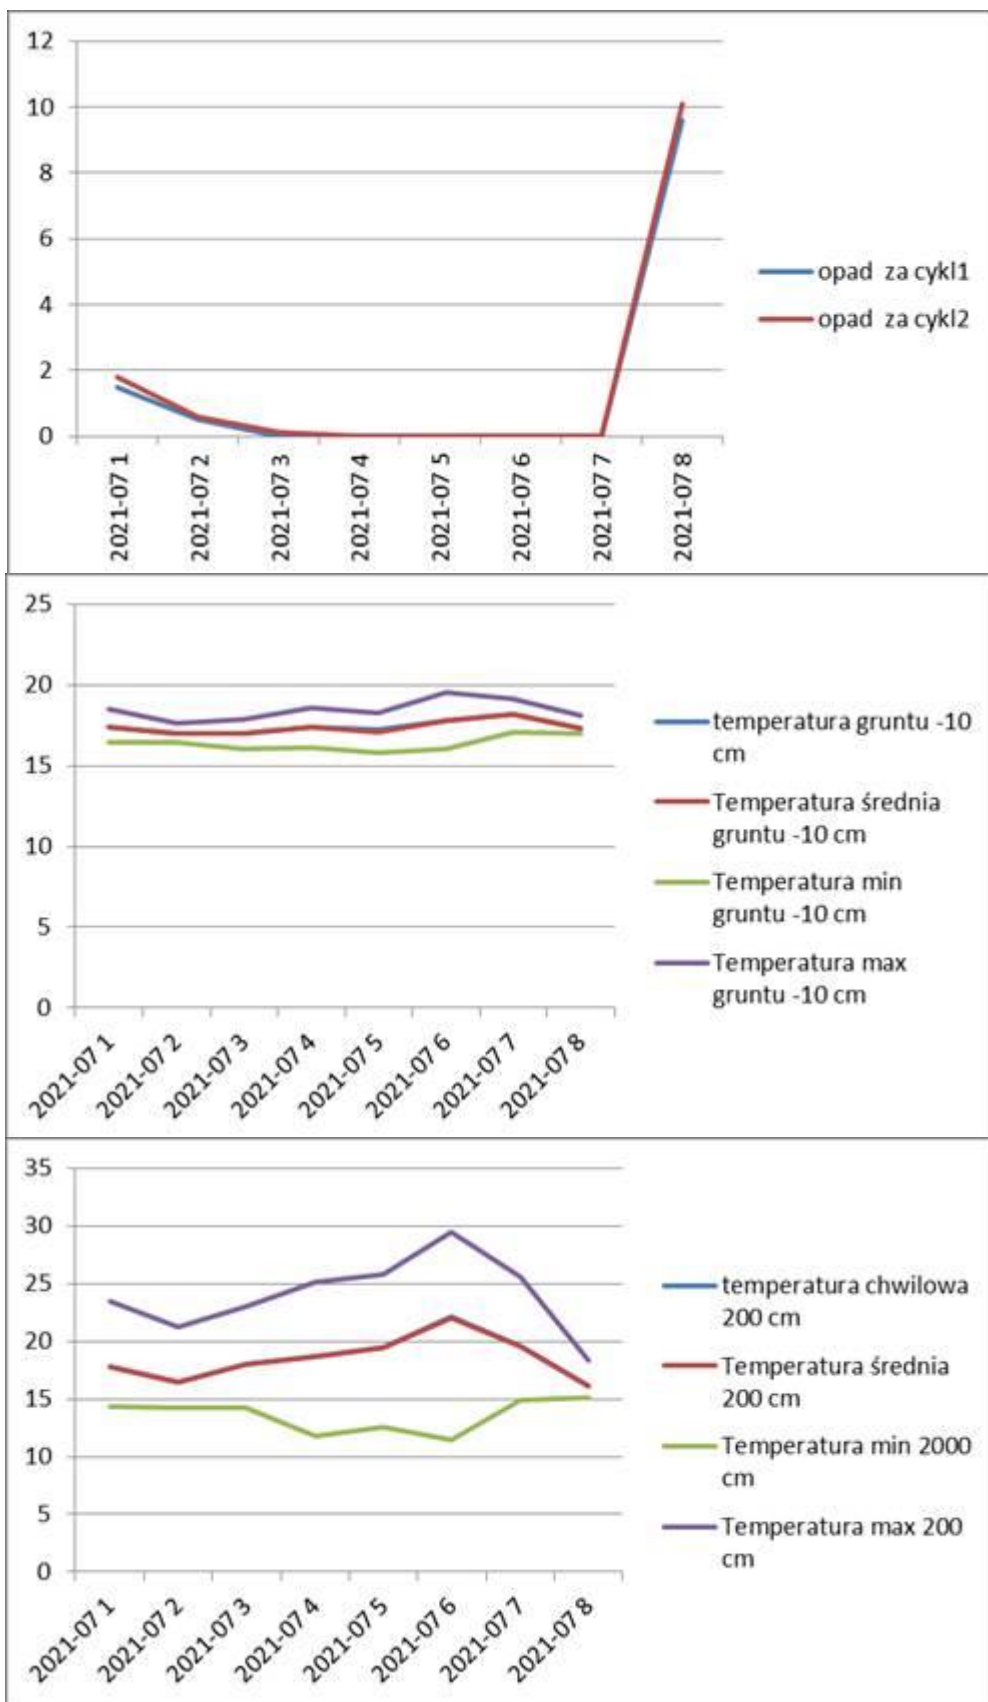 12
10
8
6
4
2
0
2021-07 1
2021-07 2
2021-07 3
2021-07 4
2021-07 5
2021-07 6
2021-07 7
2021-07 8
opad za cykl1
opad za cykl2
25
20
15
10
5
0
2021-07 1
2021-07 2
2021-07 3
2021-07 4
2021-07 5
2021-07 6
2021-07 7
2021-07 8
temperatura gruntu -10
cm
Temperatura średnia
gruntu -10 cm
Temperatura min
gruntu -10 cm
Temperatura max
gruntu -10 cm
35
30
25
20
15
10
5
0
2021-07 1
2021-07 2
2021-07 3
2021-07 4
2021-07 5
2021-07 6
2021-07 7
2021-07 8
temperatura chwilowa
200 cm
Temperatura średnia
200 cm
Temperatura min 2000
cm
Temperatura max 200
cm